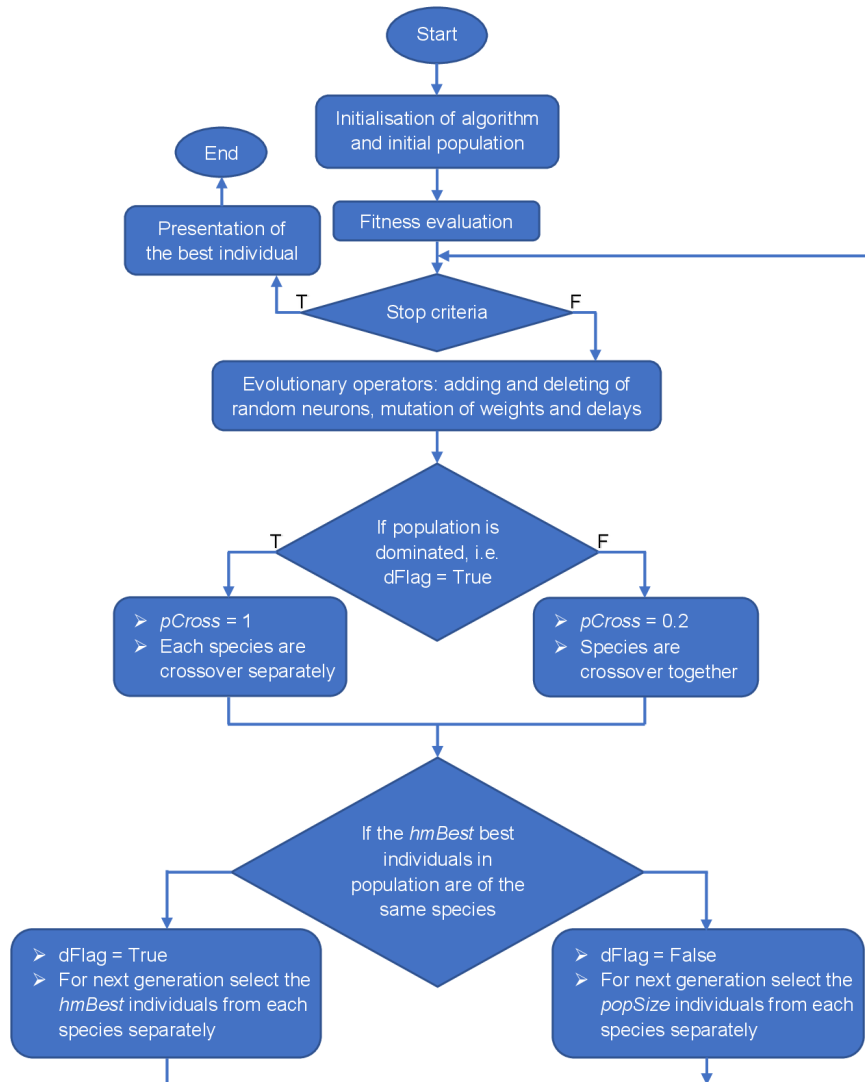 Start
Initialisation of algorithm
and initial population
End
Fitness evaluation
Presentation of
the best individual
T
Stop criteria
F
Evolutionary operators: adding and deleting of
random neurons, mutation of weights and delays
T
If population is
dominated, i.e.
dFlag = True
F
➢ pCross = 1
➢ Each species are
crossover separately
➢ pCross = 0.2
➢ Species are
crossover together
If the hmBest best
individuals in
population are of the
same species
➢ dFlag = True
➢ For next generation select the
hmBest individuals from each
species separately
➢ dFlag = False
➢ For next generation select the
popSize individuals from each
species separately